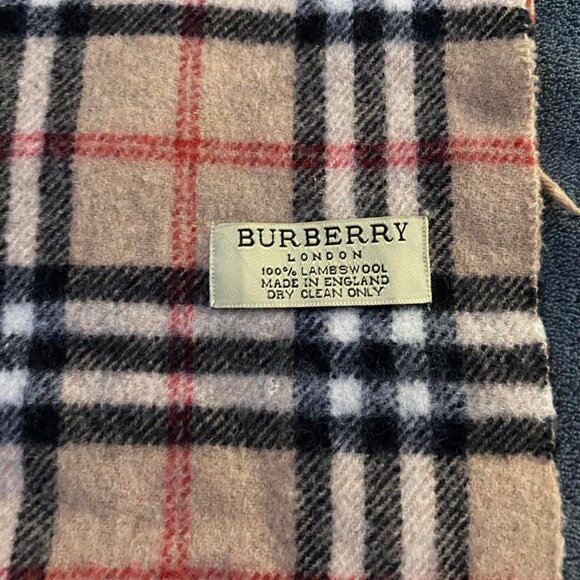 BURBERRY
LONDON
100% LAMBSWOOL
MADE IN ENGLAND
DRY CLEAN ONLY